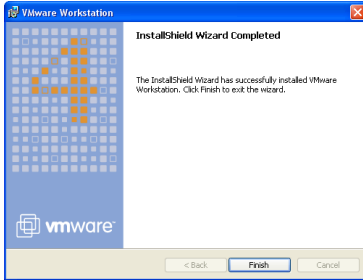 VMware Workstation
InstallShield Wizard Completed
The InstallShield Wizard has successfully installed VMware
Workstation. Click Finish to exit the wizard.
vmware™
< Back
Finish
Cancel